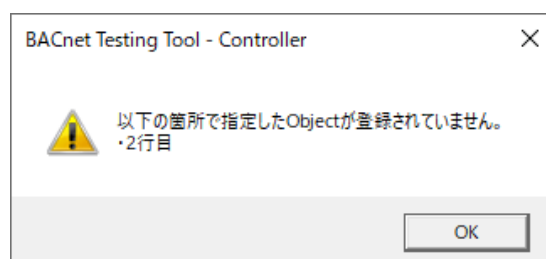 BACnet Testing Tool - Controller
以下の箇所で指定したObjectが登録されていません。
・2行目
OK